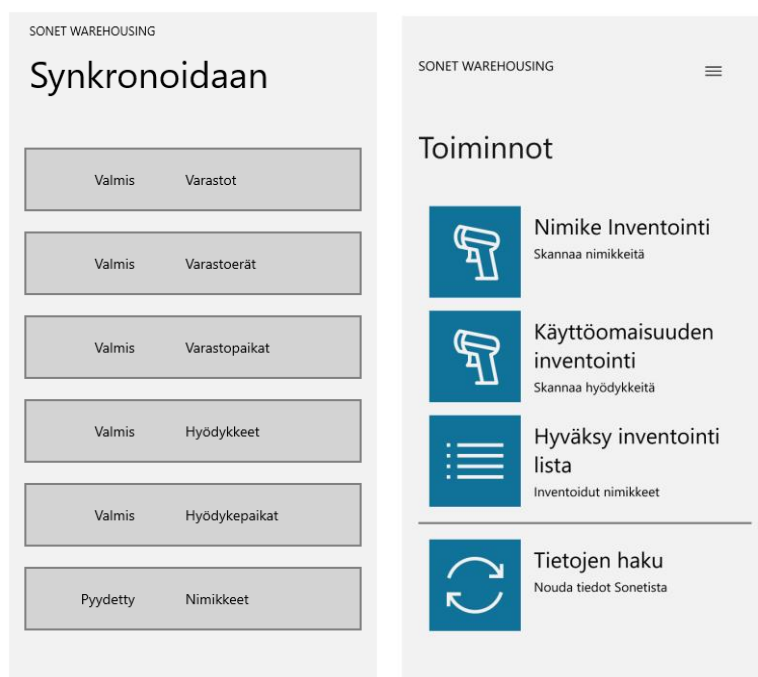 SONET WAREHOUSING
Synkronoidaan
Valmis Varastot
Valmis Varastoerät
Valmis Varastopaikat
Valmis Hyödykkeet
Valmis Hyödykepaikat
Pyydetty Nimikkeet
SONET WAREHOUSING
Toiminnot
Nimike Inventointi
Skannaa nimikkeitä
Käyttöomaisuuden
inventointi
Skannaa hyödykkeitä
Hyväksy inventointi
lista
Inventoidut nimikkeet
Tietojen haku
Nouda tiedot Sonetista